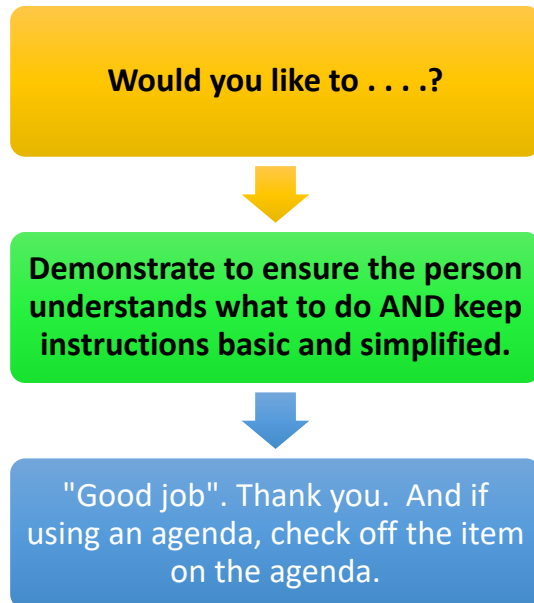 Would you like to . . . .?
Demonstrate to ensure the person
understands what to do AND keep
instructions basic and simplified.
"Good job". Thank you.  And if
using an agenda, check off the item
on the agenda.